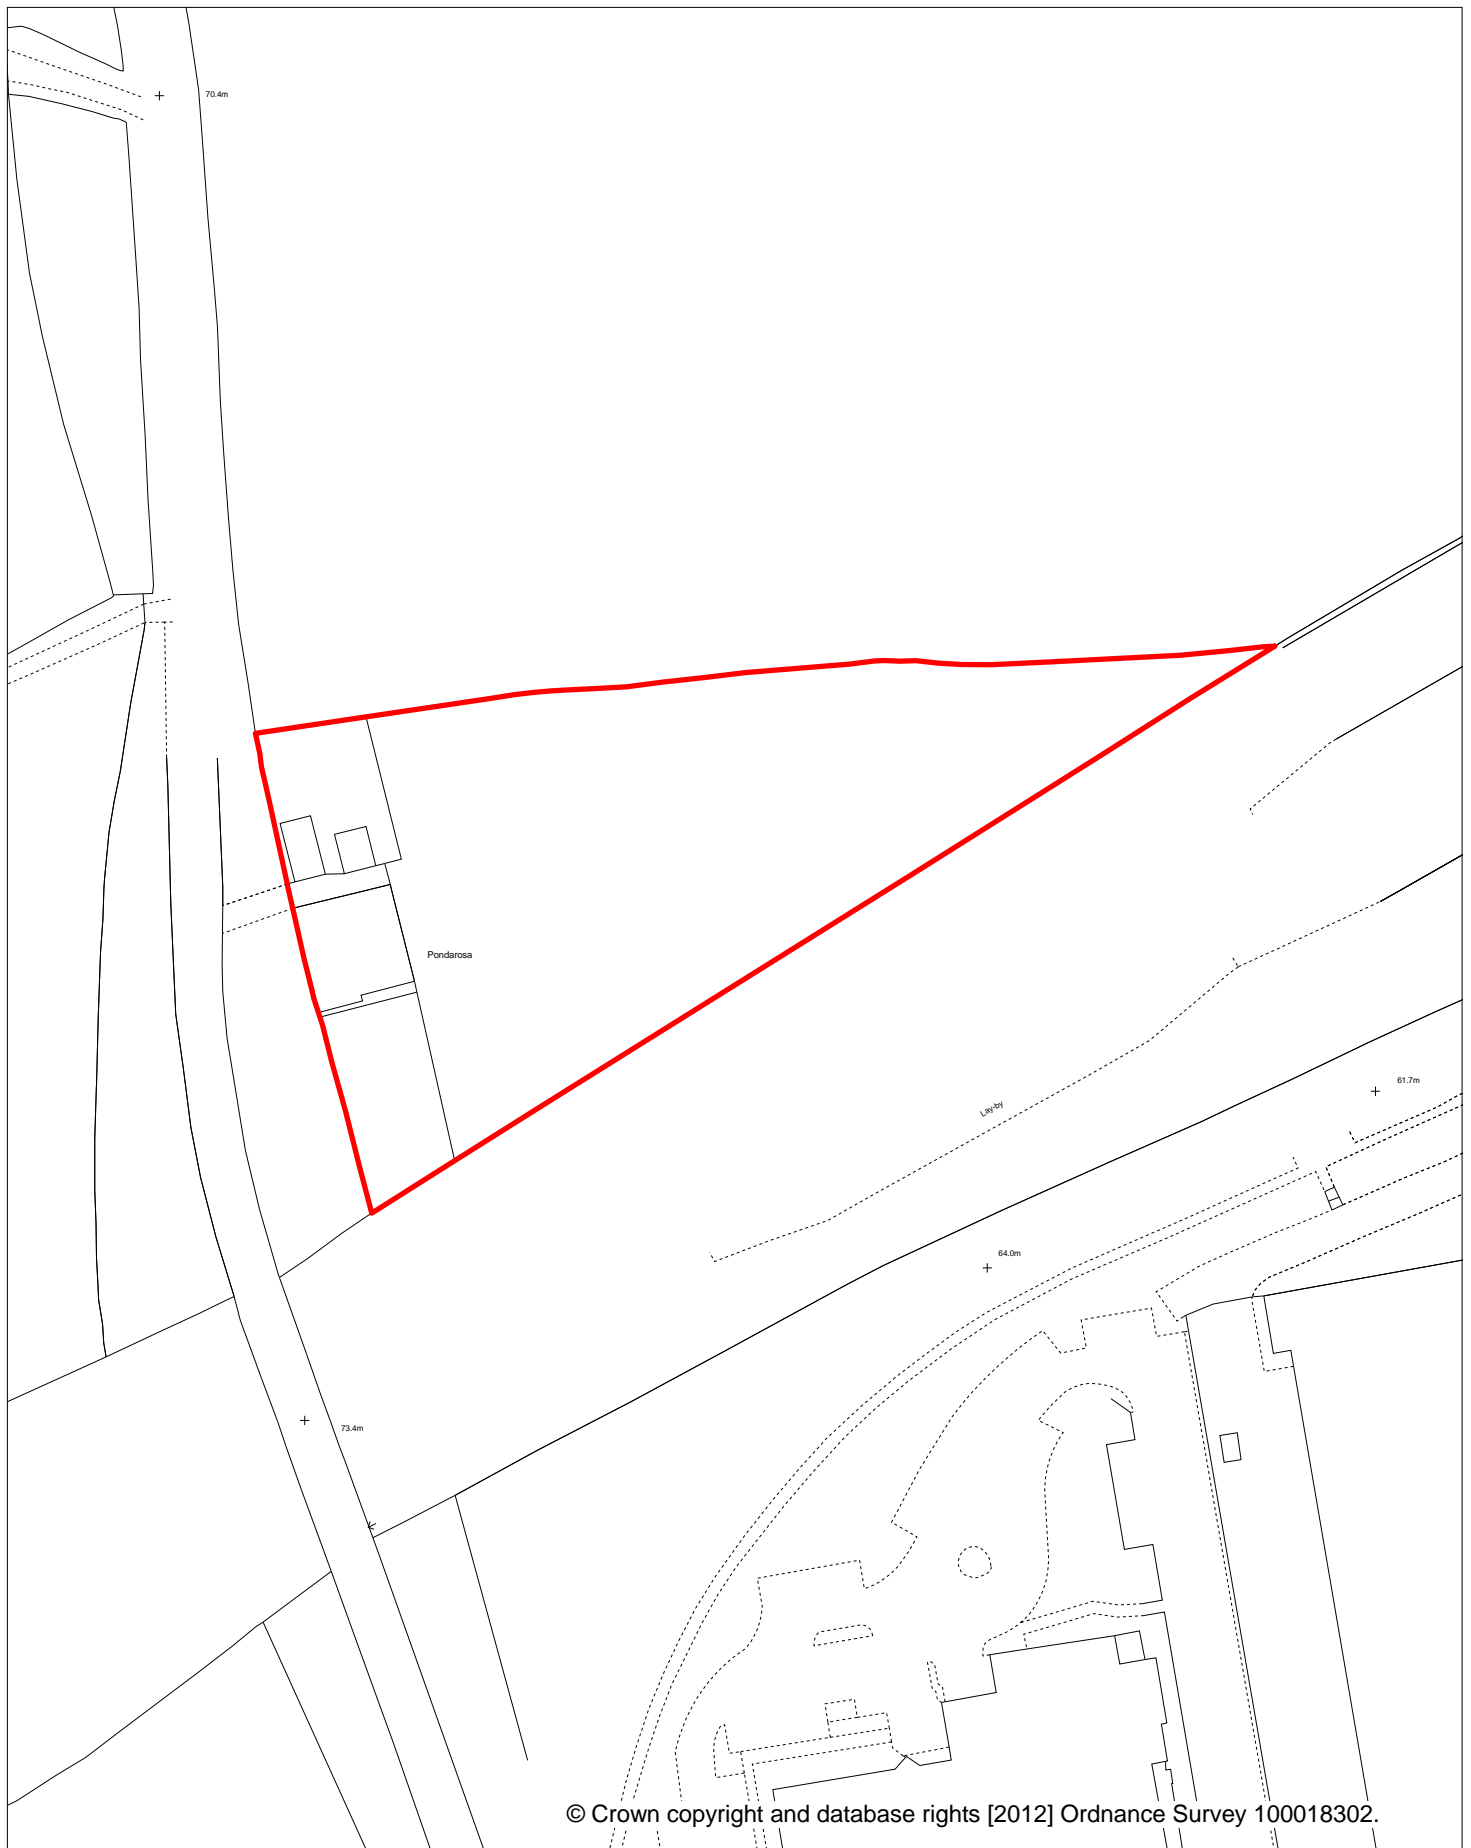 70.4m
Pondarosa
61.7m
Lay-by
64.0m
73.4m
© Crown copyright and database rights [2012] Ordnance Survey 100018302.